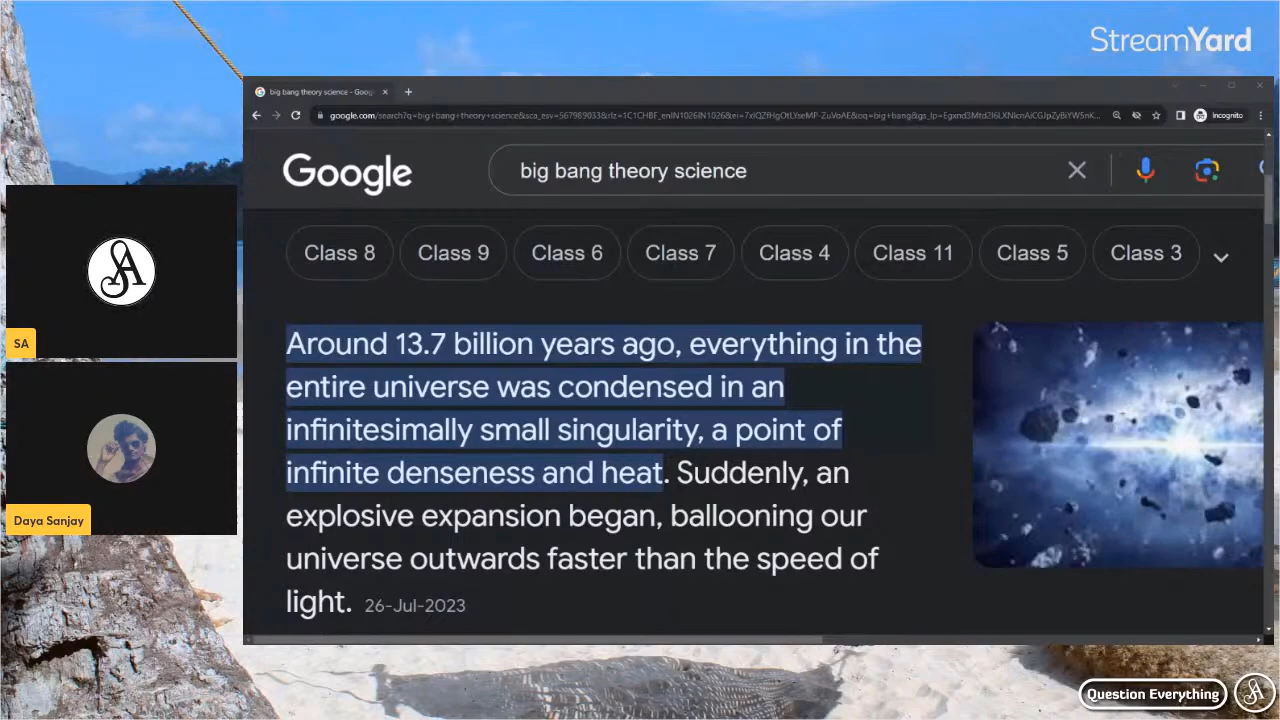 StreamYard
big bang theory science - Goog
Incognito
Google
big bang theory science
Class 8
Class 9
Class 6
Class 7
Class 4
Class 11
Class 5
Class 3
Around 13.7 billion years ago, everything in the
entire universe was condensed in an
infinitesimally small singularity, a point of
infinite denseness and heat. Suddenly, an
explosive expansion began, ballooning our
universe outwards faster than the speed of
light. 26-Jul-2023
SA
Daya Sanjay
Question Everything